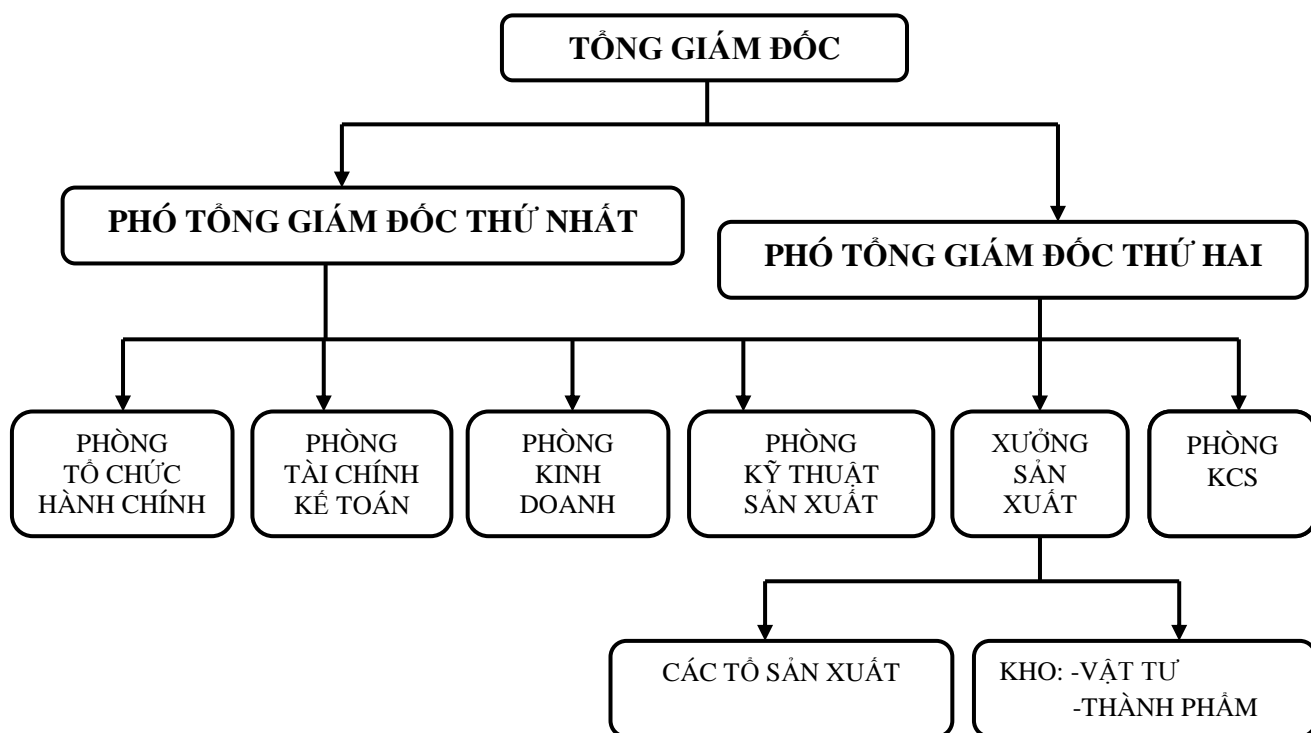 TỔNG GIÁM ĐỐC
PHÓ TỔNG GIÁM ĐỐC THỨ NHẤT
PHÓ TỔNG GIÁM ĐỐC THỨ HAI
PHÒNG
TỔ CHỨC
HÀNH CHÍNH
PHÒNG
TÀI CHÍNH
KẾ TOÁN
PHÒNG
KINH
DOANH
PHÒNG
KỸ THUẬT
SẢN XUẤT
XƯỞNG
SẢN
XUẤT
PHÒNG
KCS
CÁC TỔ SẢN XUẤT
KHO: -VẬT TƯ
-THÀNH PHẨM